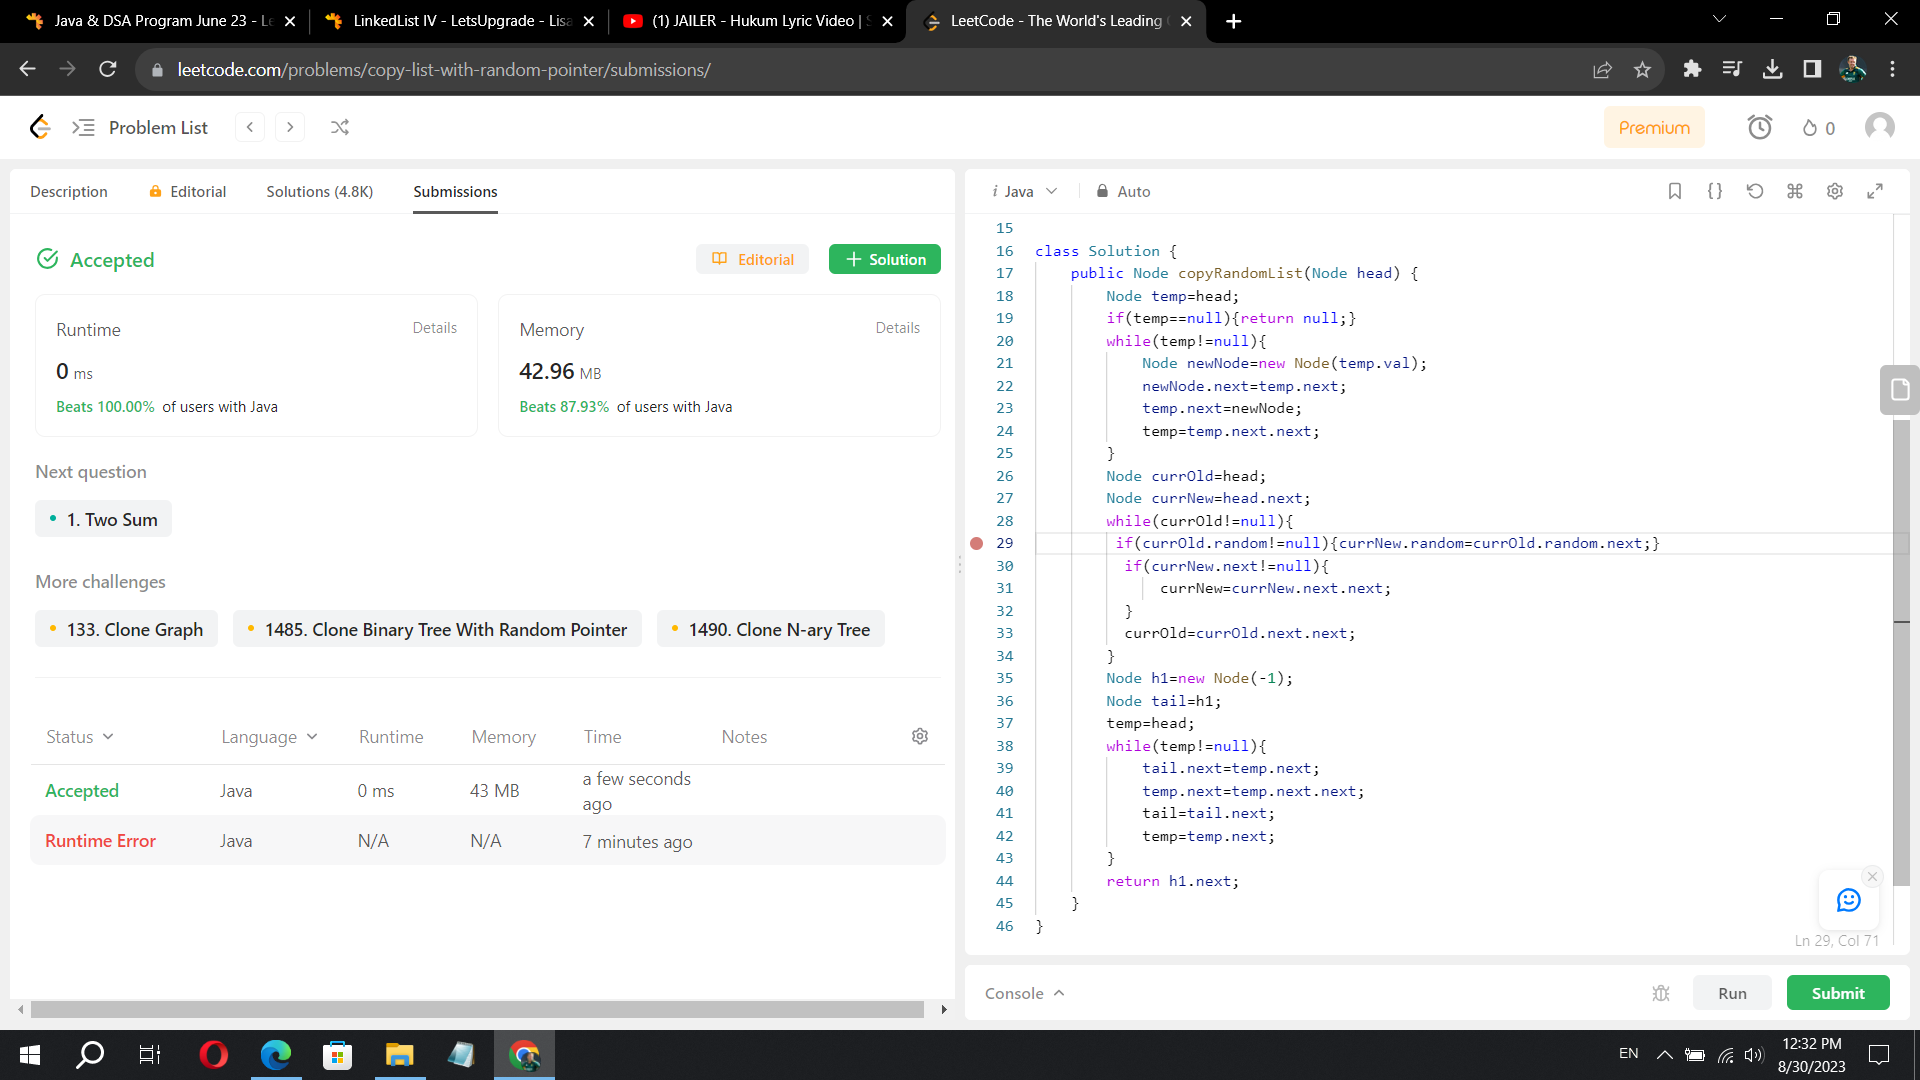 Java & DSA Program June 23 - Le
LinkedList IV - LetsUpgrade - Lisa
(1) JAILER - Hukum Lyric Video | S
LeetCode - The World's Leading O
leetcode.com/problems/copy-list-with-random-pointer/submissions/
Problem List
Premium
0
Description
Editorial
Solutions (4.8K)
Submissions
Accepted
Editorial
Solution
Runtime
Details
0 ms
Beats 100.00% of users with Java
Memory
Details
42.96 MB
Beats 87.93% of users with Java
Next question
1. Two Sum
More challenges
133. Clone Graph
1485. Clone Binary Tree With Random Pointer
1490. Clone N-ary Tree
Status Language Runtime Memory Time Notes
Accepted Java 0 ms 43 MB a few seconds ago
Runtime Error Java N/A N/A 7 minutes ago
i Java
Auto
15
16 class Solution {
17 public Node copyRandomList(Node head) {
18 Node temp=head;
19 if(temp==null){return null;}
20 while(temp!=null){
21 Node newNode=new Node(temp.val);
22 newNode.next=temp.next;
23 temp.next=newNode;
24 temp=temp.next.next;
25 }
26 Node currOld=head;
27 Node currNew=head.next;
28 while(currOld!=null){
29 if(currOld.random!=null){currNew.random=currOld.random.next;}
30 if(currNew.next!=null){
31 currNew=currNew.next.next;
32 }
33 currOld=currOld.next.next;
34 }
35 Node h1=new Node(-1);
36 Node tail=h1;
37 temp=head;
38 while(temp!=null){
39 tail.next=temp.next;
40 temp.next=temp.next.next;
41 tail=tail.next;
42 temp=temp.next;
43 }
44 return h1.next;
45 }
46 }
Ln 29, Col 71
Console
Run
Submit
EN
12:32 PM
8/30/2023